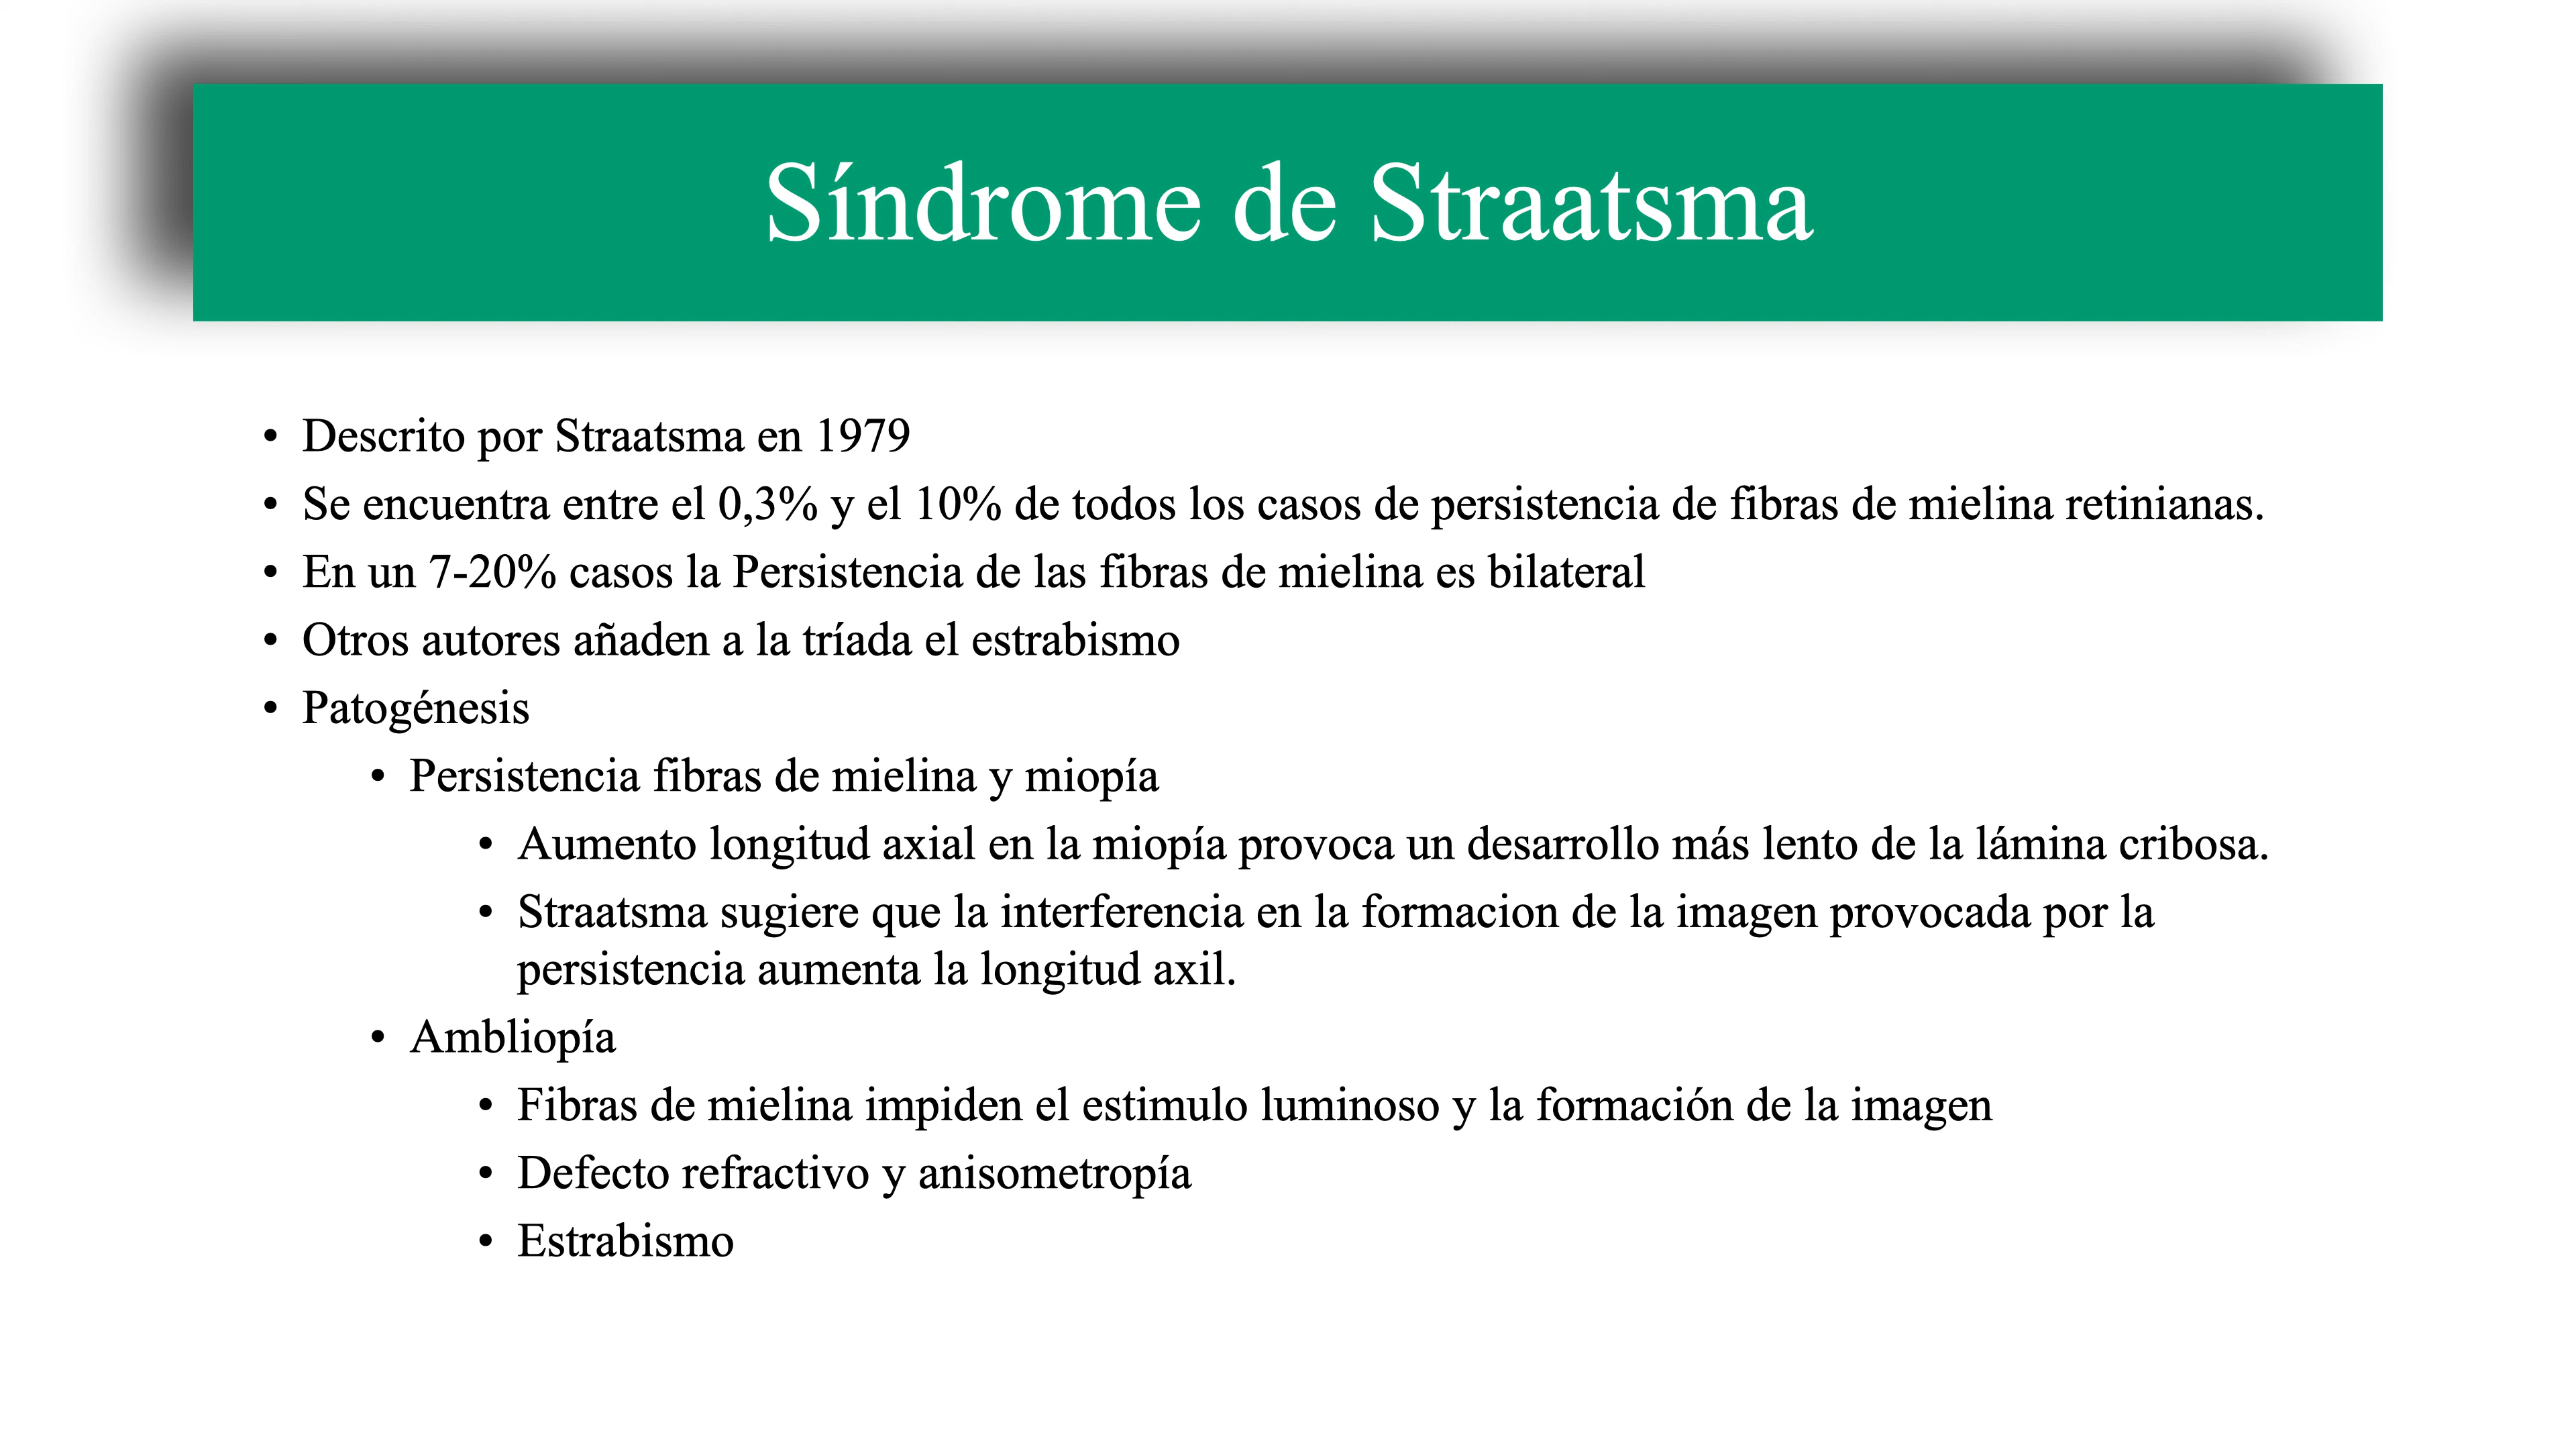 Síndrome de Straatsma
• Descrito por Straatsma en 1979
• Se encuentra entre el 0,3% y el 10% de todos los casos de persistencia de fibras de mielina retinianas.
• En un 7-20% casos la Persistencia de las fibras de mielina es bilateral
• Otros autores añaden a la tríada el estrabismo
• Patogénesis
• Persistencia fibras de mielina y miopía
• Aumento longitud axial en la miopía provoca un desarrollo más lento de la lámina cribosa.
• Straatsma sugiere que la interferencia en la formacion de la imagen provocada por la
persistencia aumenta la longitud axil.
• Ambliopía
• Fibras de mielina impiden el estimulo luminoso y la formación de la imagen
• Defecto refractivo y anisometropía
• Estrabismo